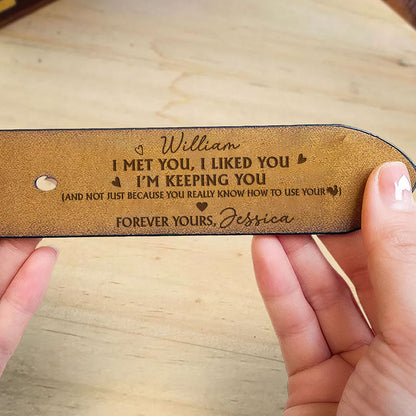 William
I MET YOU, I LIKED YOU
I'M KEEPING YOU
(AND NOT JUST BECAUSE YOU REALLY KNOW HOW TO USE YOUR ♥)
FOREVER YOURS, Jessica